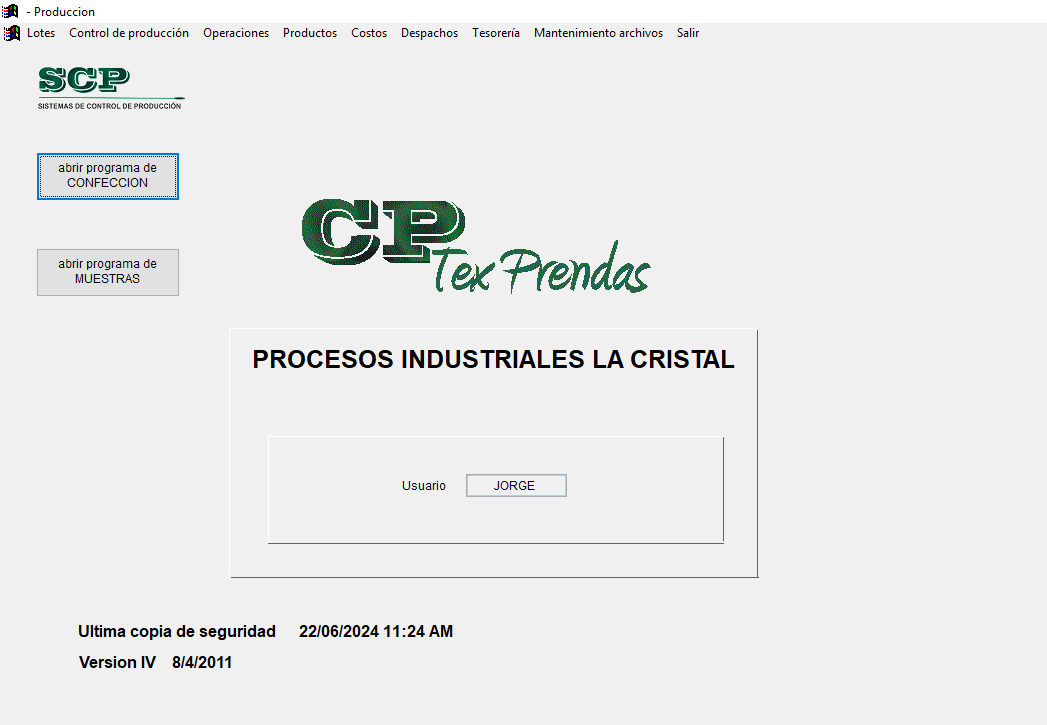 - Produccion
Lotes Control de producción Operaciones Productos Costos Despachos Tesorería Mantenimiento archivos Salir
SCP
SISTEMAS DE CONTROL DE PRODUCCIÓN
abrir programa de
CONFECCION
abrir programa de
MUESTRAS
CP
Tex Prendas
PROCESOS INDUSTRIALES LA CRISTAL
Usuario JORGE
Ultima copia de seguridad 22/06/2024 11:24 AM
Version IV 8/4/2011